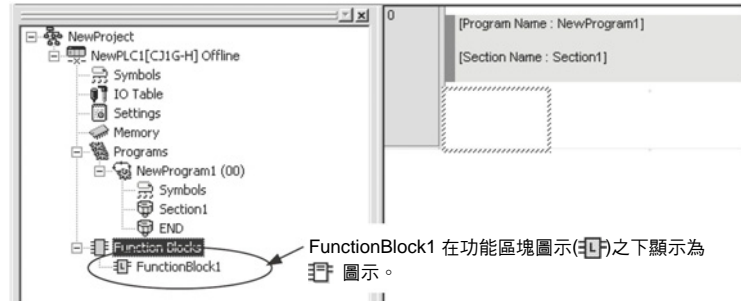 NewProject
NewPLC1[CJ1G-H] Offline
Symbols
IO Table
Settings
Memory
Programs
NewProgram1 (00)
Symbols
Section1
END
Function Blocks
FunctionBlock1
0
[Program Name : NewProgram1]
[Section Name : Section1]
FunctionBlock1 在功能區塊圖示(L)之下顯示為
圖示。